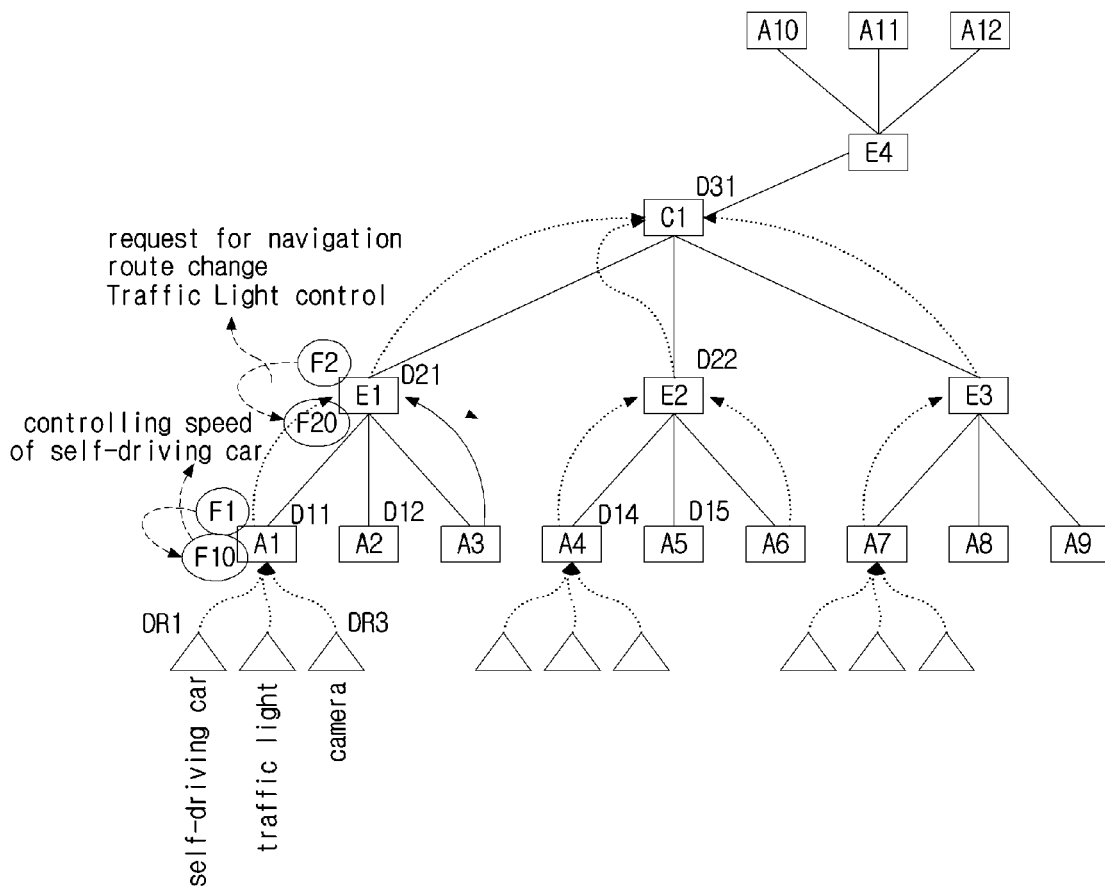 A10 A11 A12
E4
D31
C1
request for navigation
route change
Traffic Light control
F2
D21
D22
E1
E2
E3
F20
controlling speed
of self-driving car
F1
D11
D12
D14
D15
F10
A1
A2
A3
A4
A5
A6
A7
A8
A9
DR1
DR3
self-driving car
traffic light
camera